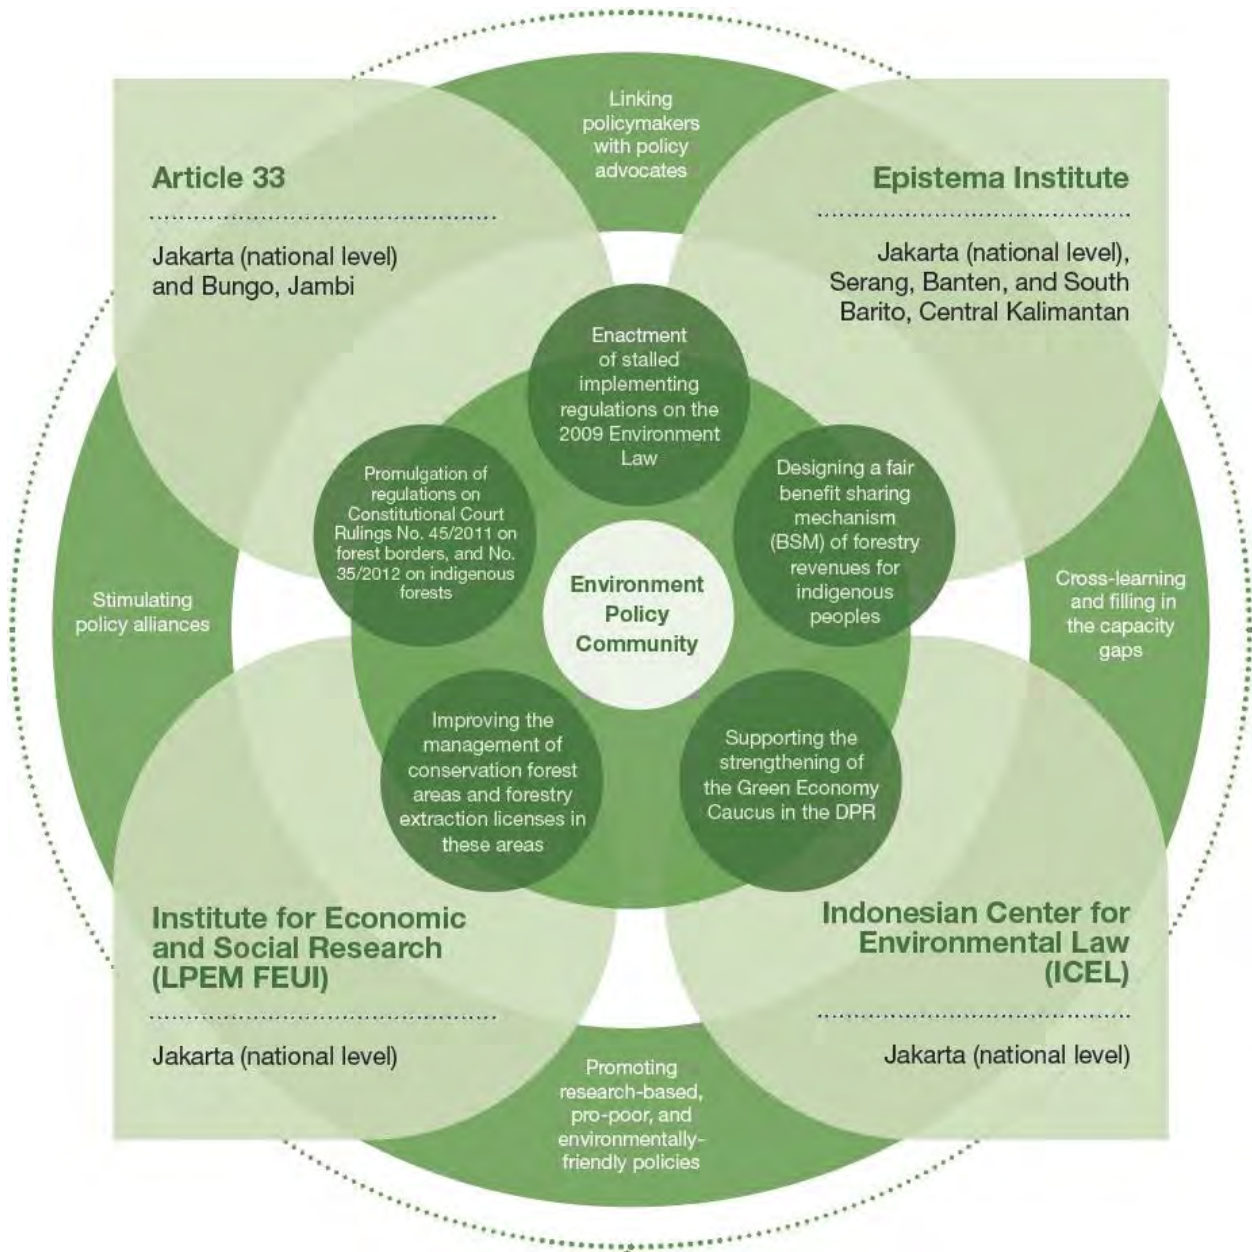 Linking
policymakers
with policy
advocates
Article 33
Jakarta (national level)
and Bungo, Jambi
Epistema Institute
Jakarta (national level),
Serang, Banten, and South
Barito, Central Kalimantan
Enactment
of stalled
implementing
regulations on the
2009 Environment
Law
Promulgation of
regulations on
Constitutional Court
Rulings No. 45/2011 on
forest borders, and No.
35/2012 on indigenous
forests
Designing a fair
benefit sharing
mechanism
(BSM) of forestry
revenues for
indigenous
peoples
Stimulating
policy alliances
Environment
Policy
Community
Cross-learning
and filling in
the capacity
gaps
Improving the
management of
conservation forest
areas and forestry
extraction licenses in
these areas
Supporting the
strengthening of
the Green Economy
Caucus in the DPR
Institute for Economic
and Social Research
(LPEM FEUI)
Jakarta (national level)
Indonesian Center for
Environmental Law
(ICEL)
Jakarta (national level)
Promoting
research-based,
pro-poor, and
environmentally-
friendly policies